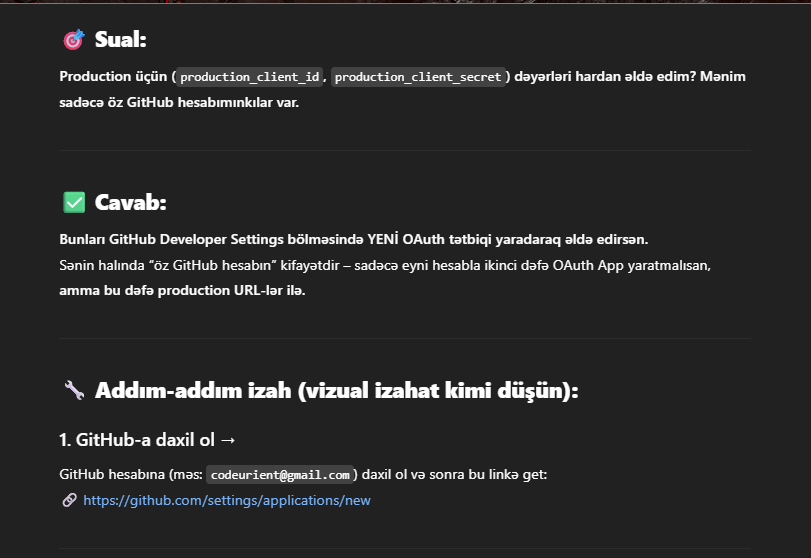 🎯 Sual:
Production üçün (production_client_id, production_client_secret) dəyərləri hardan əldə edim? Mənim
sadəcə öz GitHub hesabımınkılar var.
✅ Cavab:
Bunları GitHub Developer Settings bölməsində YENİ OAuth tətbiqi yaradaraq əldə edirsən.
Sənin halında “öz GitHub hesabın” kifayətdir – sadəcə eyni hesabla ikinci dəfə OAuth App yaratmalısan,
amma bu dəfə production URL-lər ilə.
🔧 Addım-addım izah (vizual izahat kimi düşün):
1. GitHub-a daxil ol →
GitHub hesabına (məs: codeurient@gmail.com) daxil ol və sonra bu linkə get:
🔗 https://github.com/settings/applications/new